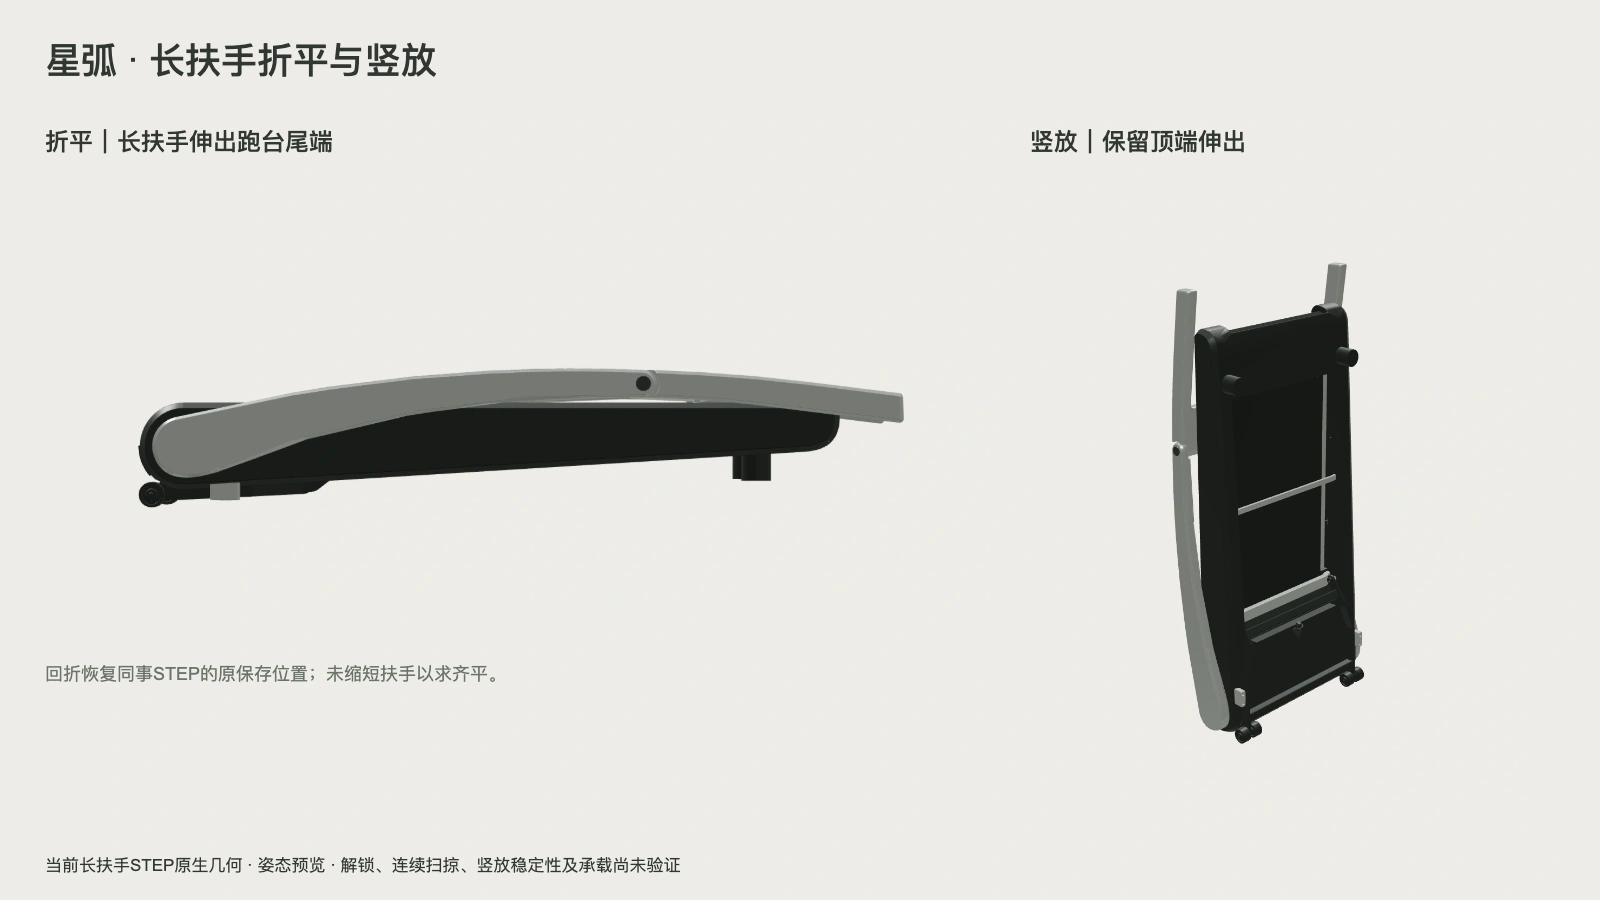 星弧 · 长扶手折平与竖放
折平｜长扶手伸出跑台尾端
竖放｜保留顶端伸出
回折恢复同事STEP的原保存位置；未缩短扶手以求齐平。
当前长扶手STEP原生几何 · 姿态预览 · 解锁、连续扫掠、竖放稳定性及承载尚未验证